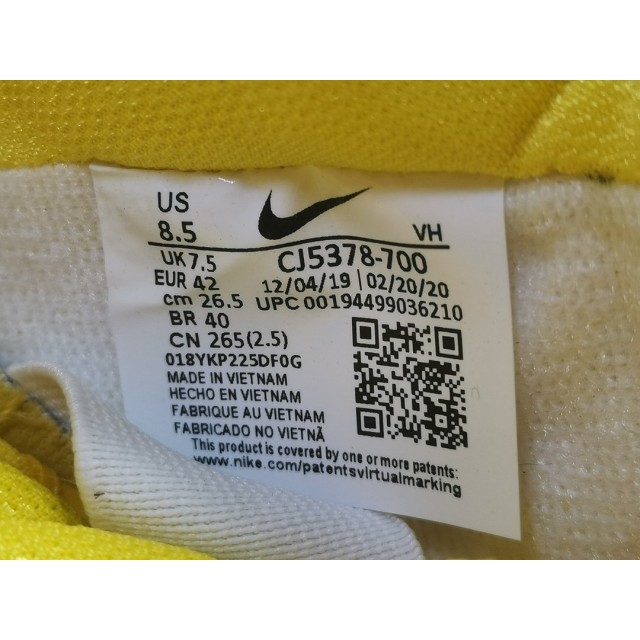 US
8.5 VH
UK 7.5 CJ5378-700
EUR 42 12/04/19 | 02/20/20
cm 26.5 UPC 00194499036210
BR 40
CN 265(2.5)
018YKP225DF0G
MADE IN VIETNAM
HECHO EN VIETNAM
FABRIQUE AU VIETNAM
FABRICADO NO VIETNÃ
This product is covered by one or more patents:
www.nike.com/patentsvirtualmarking